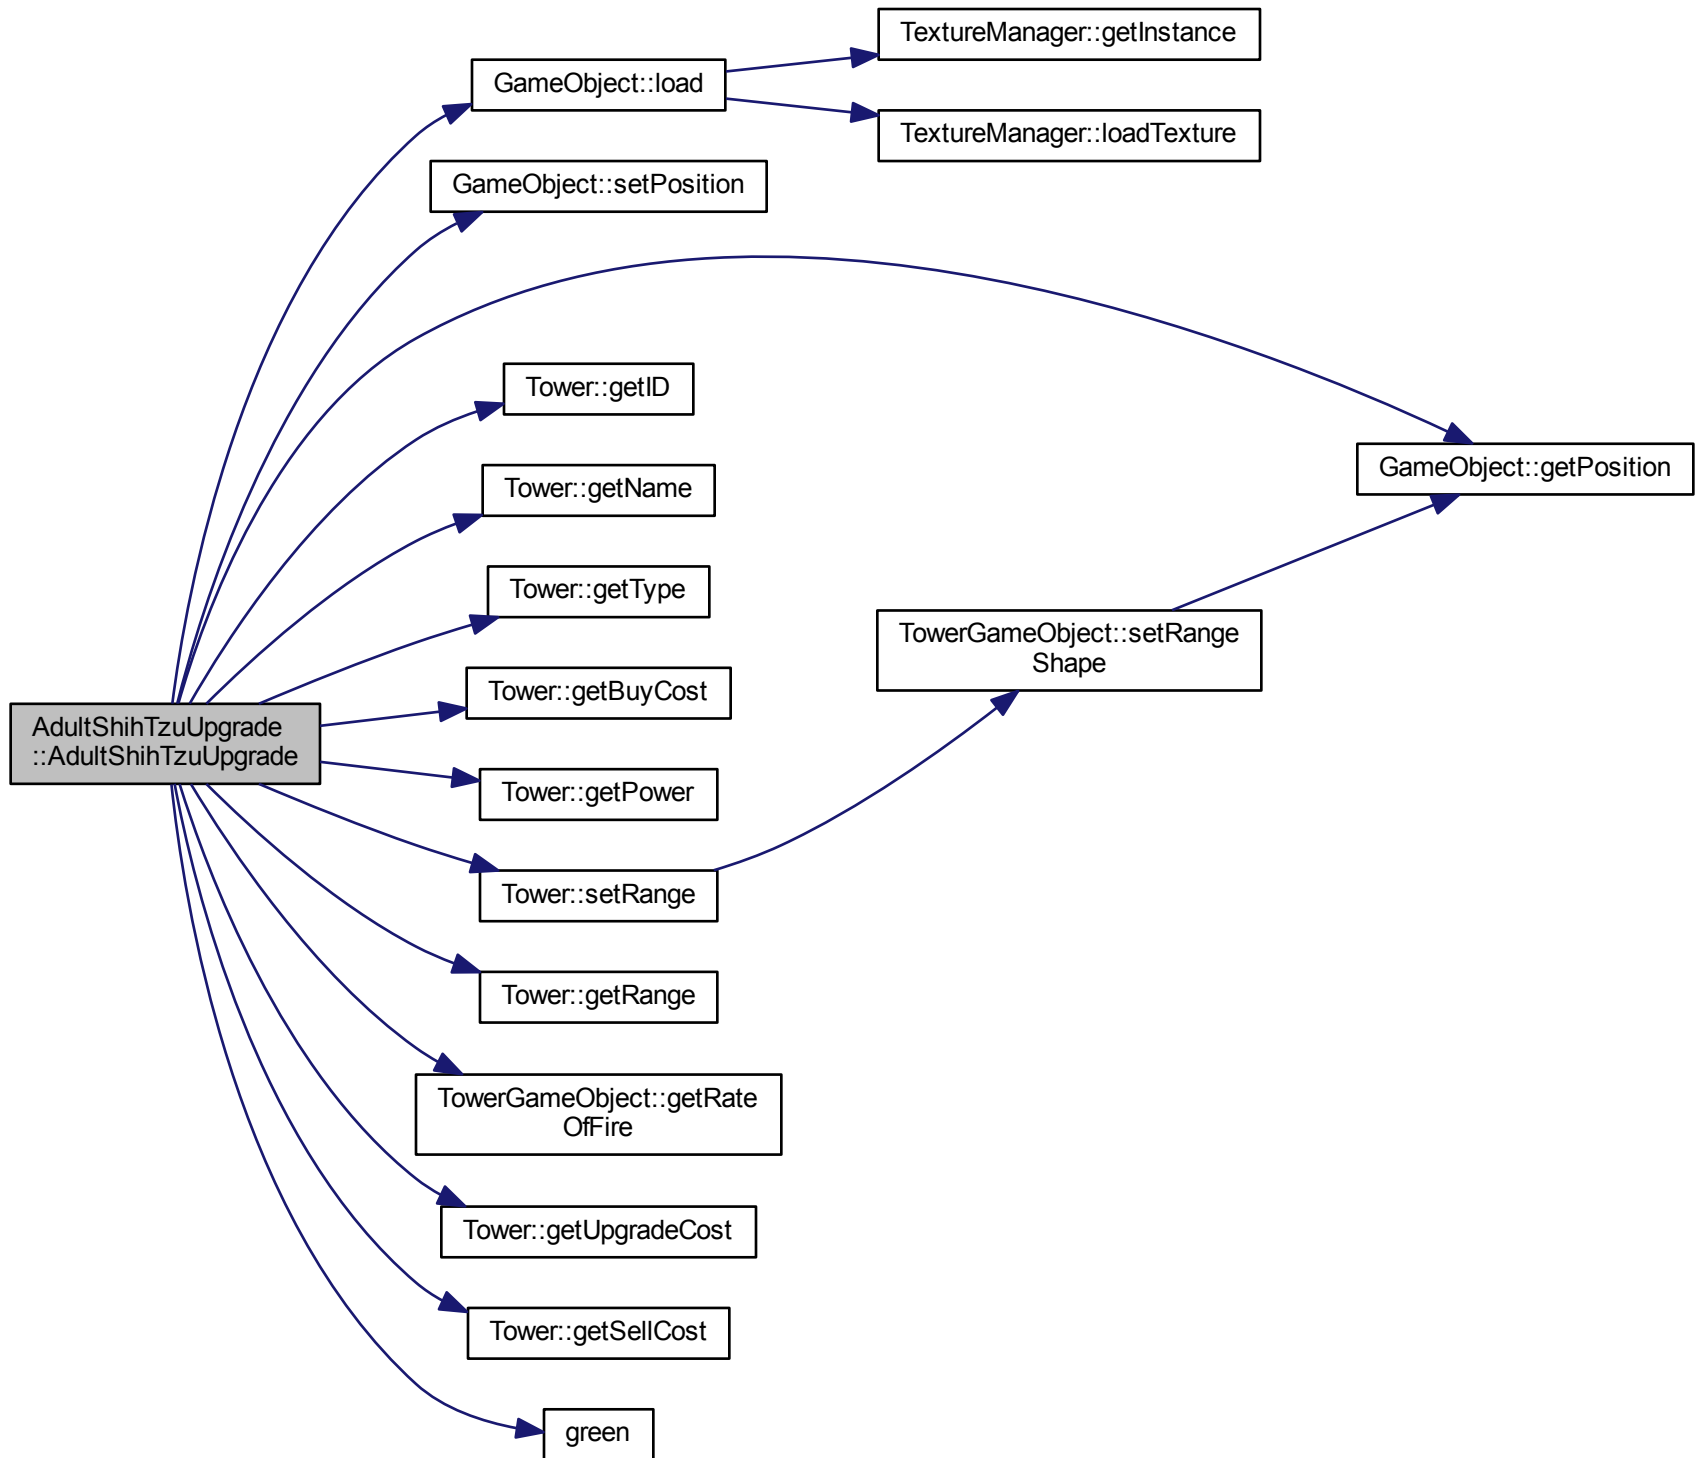 TextureManager::getInstance
GameObject::load
TextureManager::loadTexture
GameObject::setPosition
Tower::getID
GameObject::getPosition
Tower::getName
Tower::getType
TowerGameObject::setRange
Shape
Tower::getBuyCost
AdultShihTzuUpgrade
::AdultShihTzuUpgrade
Tower::getPower
Tower::setRange
Tower::getRange
TowerGameObject::getRate
OfFire
Tower::getUpgradeCost
Tower::getSellCost
green